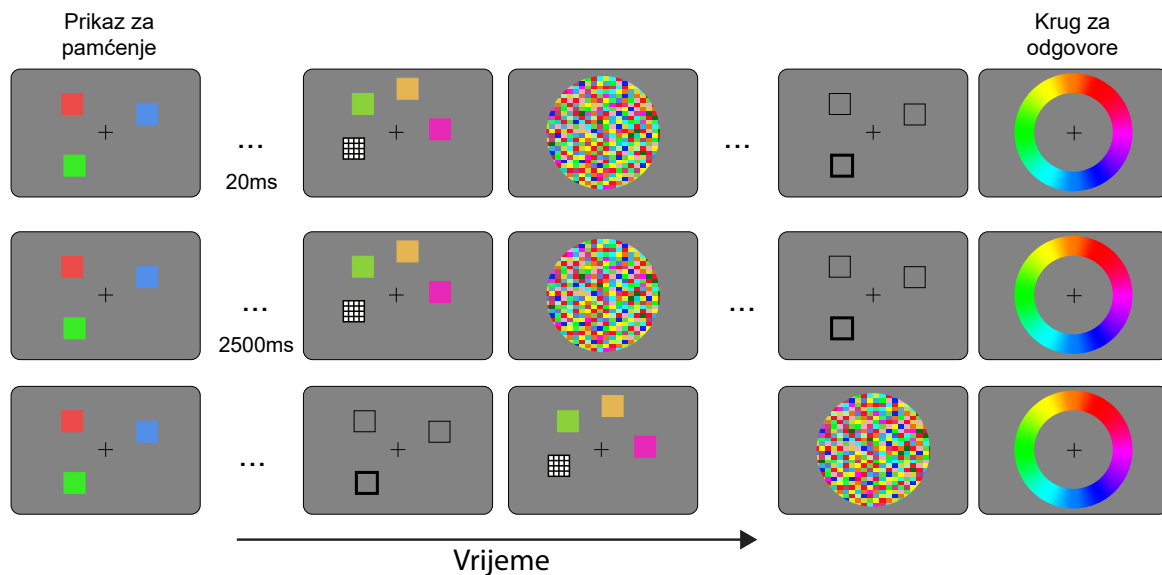 Prikaz za
pamćenje
Krug za
odgovore
...
20ms
...
...
2500ms
...
...
Vrijeme